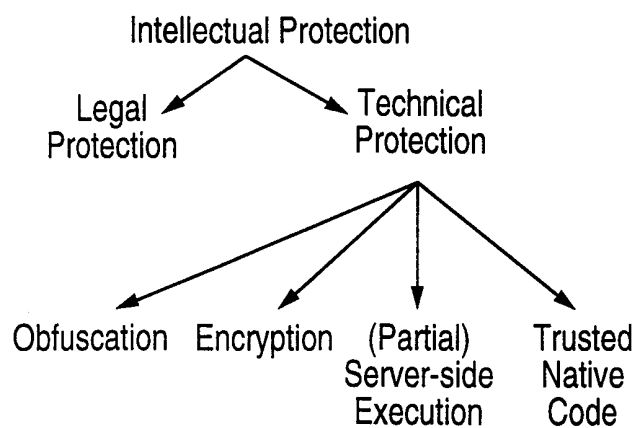 Intellectual Protection
Legal
Protection
Technical
Protection
Obfuscation
Encryption
(Partial)
Server-side
Execution
Trusted
Native
Code